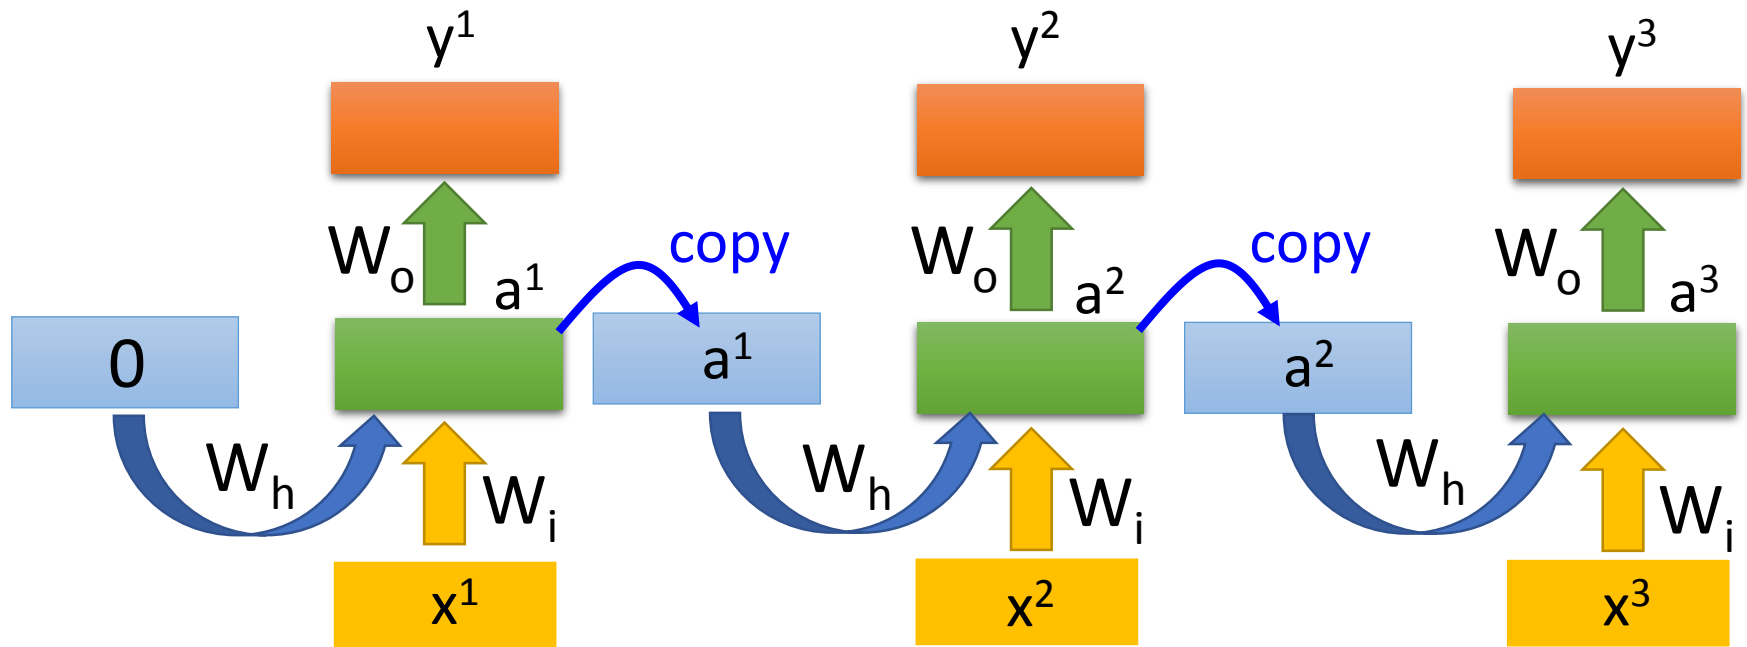 y¹ y² y³
Wₒ a¹ copy Wₒ a² copy Wₒ a³
0 a¹ a²
Wₕ Wᵢ Wₕ Wᵢ Wₕ Wᵢ
x¹ x² x³